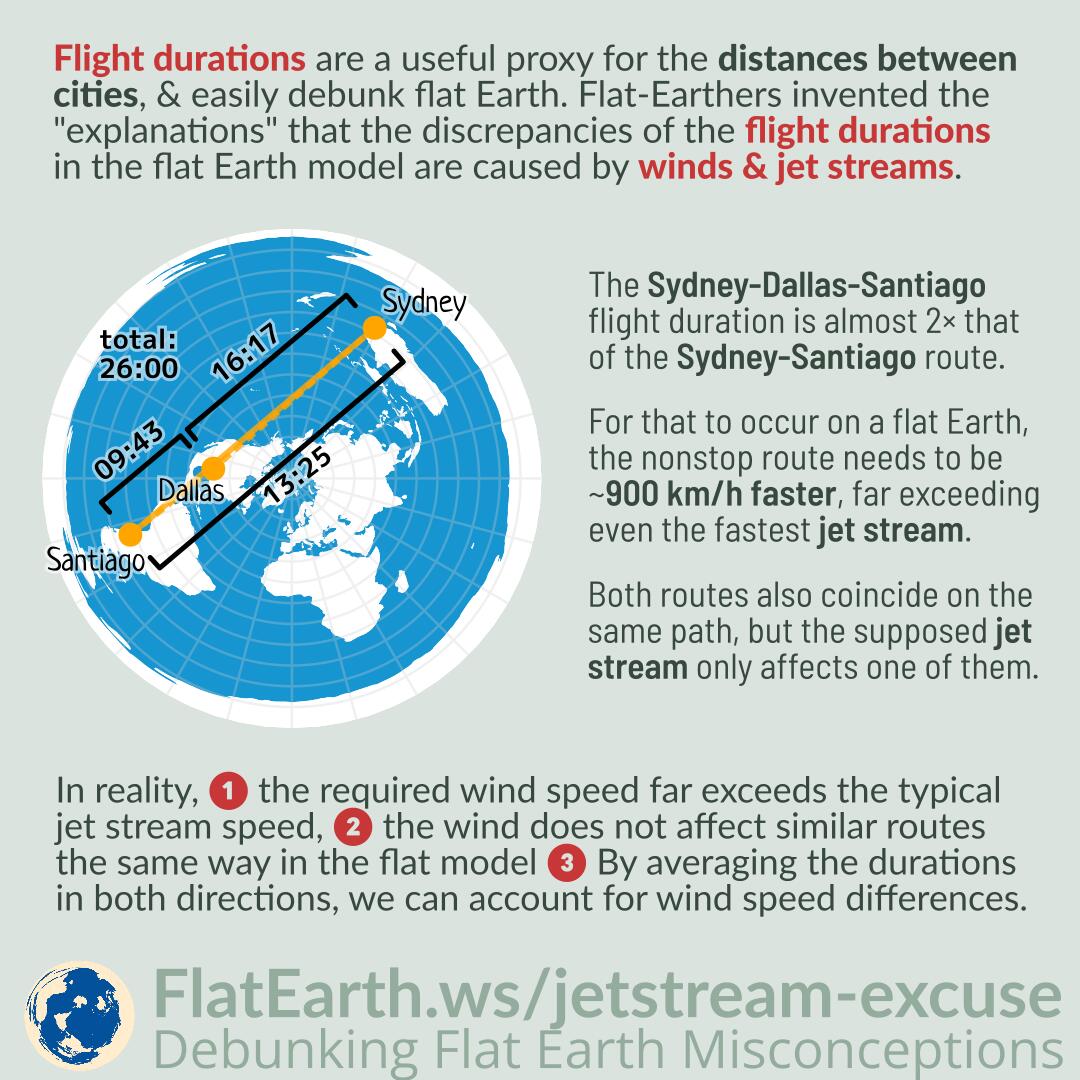 Flight durations are a useful proxy for the distances between
cities, & easily debunk flat Earth. Flat-Earthers invented the
"explanations" that the discrepancies of the flight durations
in the flat Earth model are caused by winds & jet streams.
Sydney
total:
26:00
16:17
09:43
13:25
Dallas
Santiago
The Sydney-Dallas-Santiago
flight duration is almost 2× that
of the Sydney-Santiago route.
For that to occur on a flat Earth,
the nonstop route needs to be
~900 km/h faster, far exceeding
even the fastest jet stream.
Both routes also coincide on the
same path, but the supposed jet
stream only affects one of them.
In reality, 1 the required wind speed far exceeds the typical
jet stream speed, 2 the wind does not affect similar routes
the same way in the flat model 3 By averaging the durations
in both directions, we can account for wind speed differences.
FlatEarth.ws/jetstream-excuse
Debunking Flat Earth Misconceptions